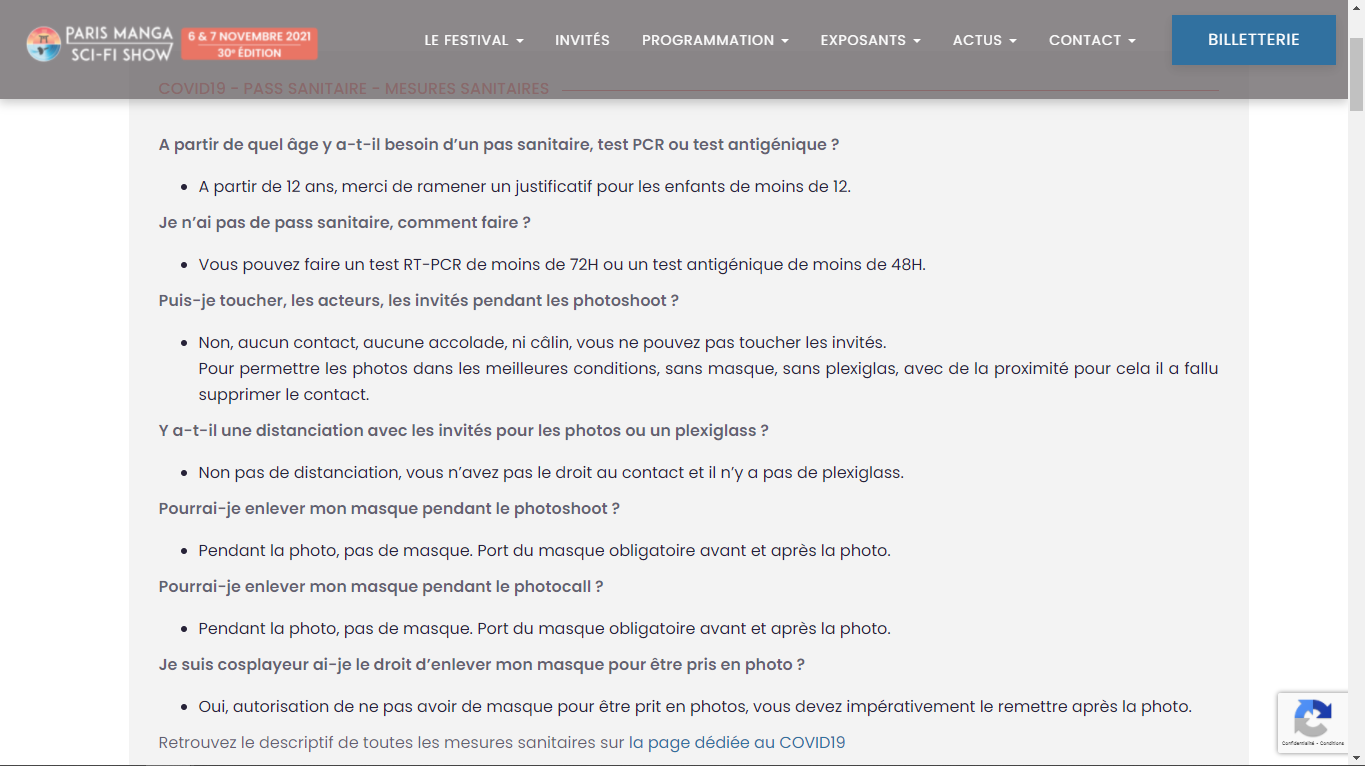 PARIS MANGA
SCI-FI SHOW
6 & 7 NOVEMBRE 2021
30e ÉDITION
LE FESTIVAL
INVITÉS
PROGRAMMATION
EXPOSANTS
ACTUS
CONTACT
BILLETTERIE
COVID19 - PASS SANITAIRE – MESURES SANITAIRES
A partir de quel âge y a-t-il besoin d’un pas sanitaire, test PCR ou test antigénique ?
A partir de 12 ans, merci de ramener un justificatif pour les enfants de moins de 12.
Je n’ai pas de pass sanitaire, comment faire ?
Vous pouvez faire un test RT-PCR de moins de 72H ou un test antigénique de moins de 48H.
Puis-je toucher, les acteurs, les invités pendant les photoshoot ?
Non, aucun contact, aucune accolade, ni câlin, vous ne pouvez pas toucher les invités.
Pour permettre les photos dans les meilleures conditions, sans masque, sans plexiglas, avec de la proximité pour cela il a fallu
supprimer le contact.
Y a-t-il une distanciation avec les invités pour les photos ou un plexiglass ?
Non pas de distanciation, vous n’avez pas le droit au contact et il n’y a pas de plexiglass.
Pourrai-je enlever mon masque pendant le photoshoot ?
Pendant la photo, pas de masque. Port du masque obligatoire avant et après la photo.
Pourrai-je enlever mon masque pendant le photocall ?
Pendant la photo, pas de masque. Port du masque obligatoire avant et après la photo.
Je suis cosplayeur ai-je le droit d’enlever mon masque pour être pris en photo ?
Oui, autorisation de ne pas avoir de masque pour être prit en photos, vous devez impérativement le remettre après la photo.
Retrouvez le descriptif de toutes les mesures sanitaires sur la page dédiée au COVID19
Confidentialité - Conditions